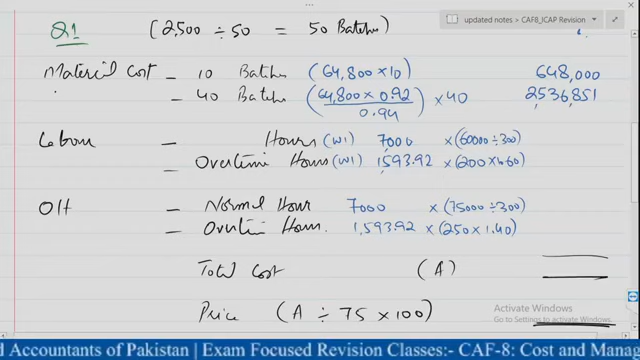 updated notes > CAF8_ICAP Revision
Q1 (2,500 ÷ 50 = 50 Batches)
Material Cost – 10 Batches (64,800 × 10) 648,000
– 40 Batches (64,800 × 0.92 / 0.94) × 40 2,536,851
Labour – Hours (W1) 7000 × (60000 ÷ 300)
– Overtime Hours (W1) 1,593.92 × (200 × 1.60)
OH – Normal Hour 7000 × (75000 ÷ 300)
– Overtime Hour. 1,593.92 × (250 × 1.40)
Total Cost (A)
Price (A ÷ 75 × 100)
Activate Windows
Go to Settings to activate Windows.
d Accountants of Pakistan | Exam Focused Revision Classes:- CAF-8: Cost and Manag